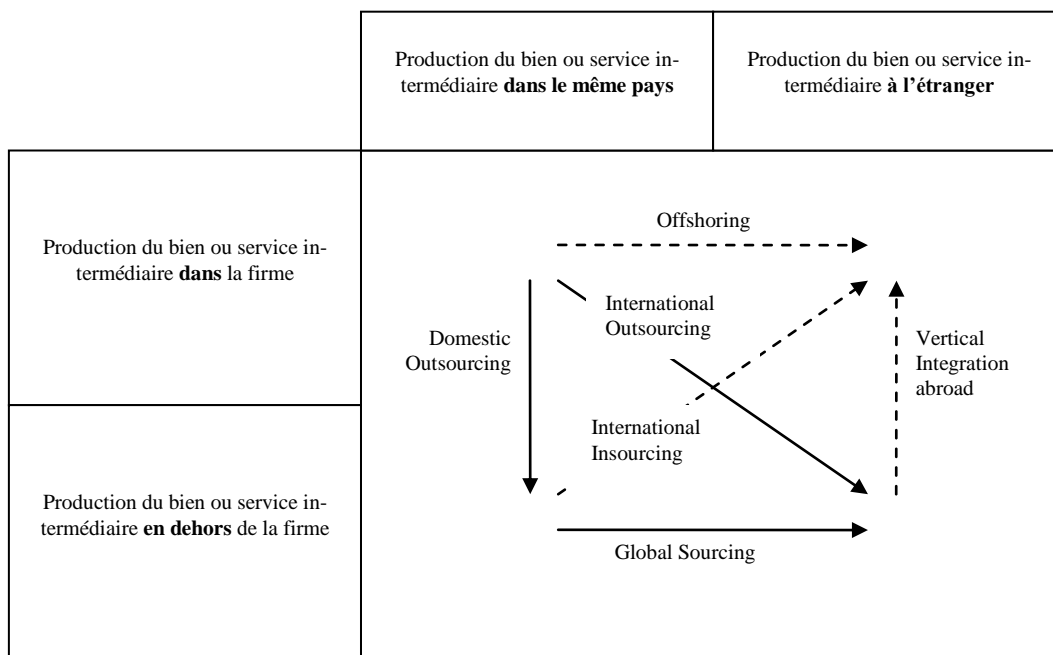 Production du bien ou service in-
termédiaire dans le même pays
Production du bien ou service in-
termédiaire à l’étranger
Production du bien ou service in-
termédiaire dans la firme
Offshoring
International
Outsourcing
Domestic
Outsourcing
Vertical
Integration
abroad
International
Insourcing
Production du bien ou service in-
termédiaire en dehors de la firme
Global Sourcing